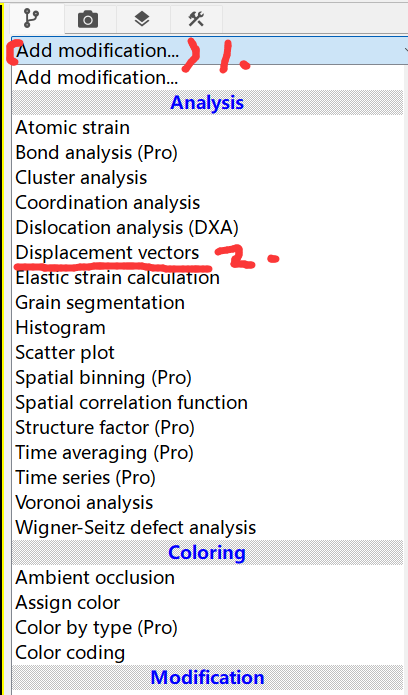 Add modification... 1.
Add modification...
Analysis
Atomic strain
Bond analysis (Pro)
Cluster analysis
Coordination analysis
Dislocation analysis (DXA)
Displacement vectors 2.
Elastic strain calculation
Grain segmentation
Histogram
Scatter plot
Spatial binning (Pro)
Spatial correlation function
Structure factor (Pro)
Time averaging (Pro)
Time series (Pro)
Voronoi analysis
Wigner-Seitz defect analysis
Coloring
Ambient occlusion
Assign color
Color by type (Pro)
Color coding
Modification